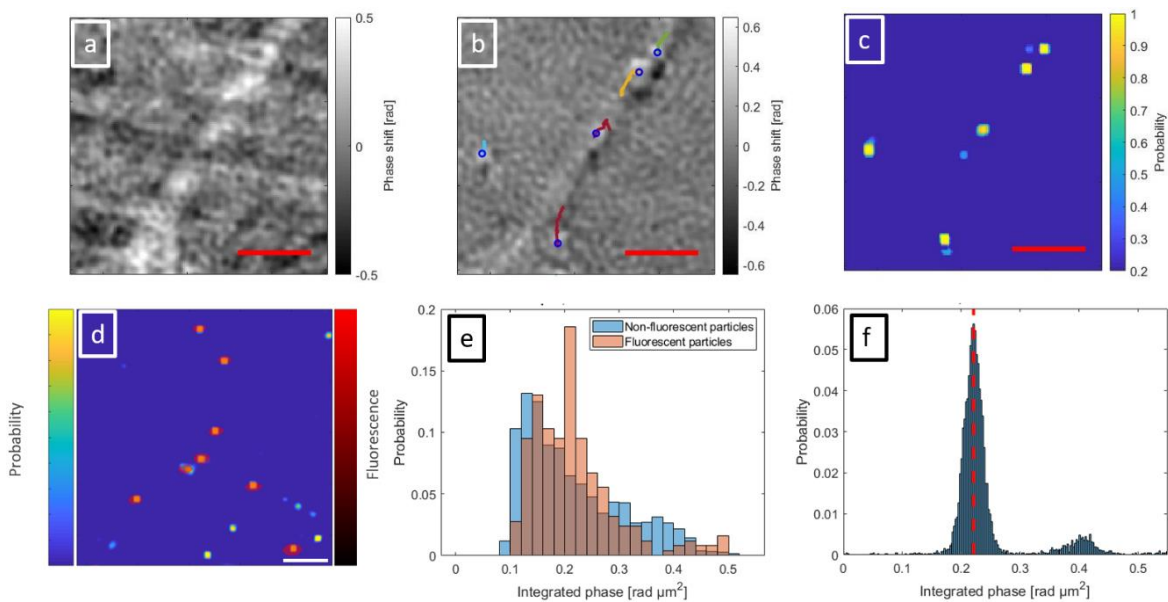 a
0.5
0
-0.5
Phase shift [rad]
b
0.6
0.4
0.2
0
-0.2
-0.4
-0.6
Phase shift [rad]
c
1
0.9
0.8
0.7
0.6
0.5
0.4
0.3
0.2
Probability
d
Probability
Fluorescence
e
Non-fluorescent particles
Fluorescent particles
0.2
0.15
0.1
0.05
0
Probability
0 0.1 0.2 0.3 0.4 0.5
Integrated phase [rad µm²]
f
0.06
0.05
0.04
0.03
0.02
0.01
0
Probability
0 0.2 0.4 0.6
Integrated phase [rad µm²]